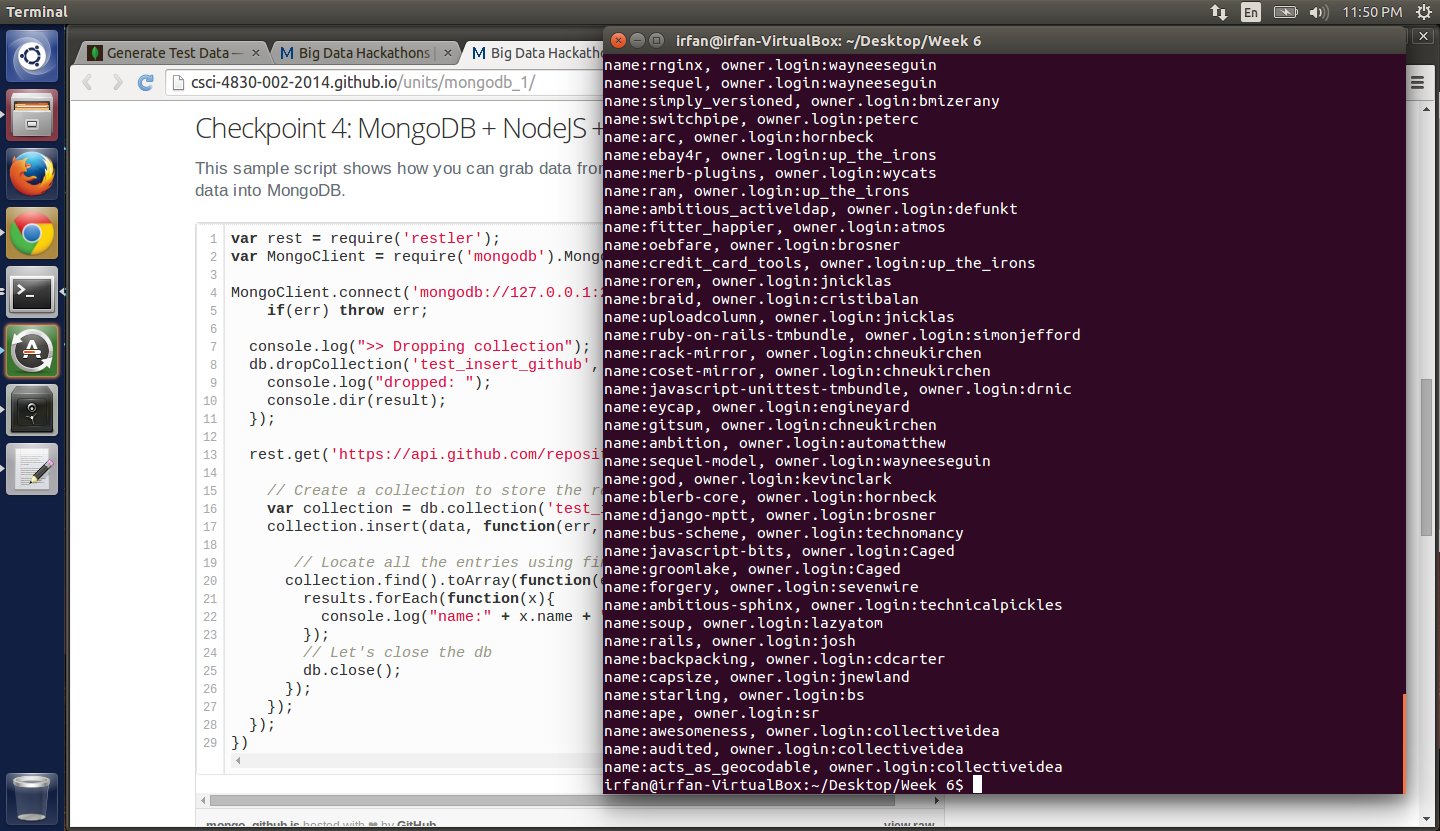 Terminal
En
11:50 PM
Generate Test Data —
Big Data Hackathons |
Big Data Hackath
csci-4830-002-2014.github.io/units/mongodb_1/
Checkpoint 4: MongoDB + NodeJS +
This sample script shows how you can grab data from
data into MongoDB.
1 var rest = require('restler');
2 var MongoClient = require('mongodb').Mongo
3
4 MongoClient.connect('mongodb://127.0.0.1:
5 if(err) throw err;
6
7 console.log(">> Dropping collection");
8 db.dropCollection('test_insert_github',
9 console.log("dropped: ");
10 console.dir(result);
11 });
12
13 rest.get('https://api.github.com/reposi
14
15 // Create a collection to store the re
16 var collection = db.collection('test_
17 collection.insert(data, function(err,
18
19 // Locate all the entries using fi
20 collection.find().toArray(function(
21 results.forEach(function(x){
22 console.log("name:" + x.name +
23 });
24 // Let's close the db
25 db.close();
26 });
27 });
28 });
29 })
mongo_github.js hosted with ❤ by GitHub
view raw
irfan@irfan-VirtualBox: ~/Desktop/Week 6
name:rnginx, owner.login:wayneeseguin
name:sequel, owner.login:wayneeseguin
name:simply_versioned, owner.login:bmizerany
name:switchpipe, owner.login:peterc
name:arc, owner.login:hornbeck
name:ebay4r, owner.login:up_the_irons
name:merb-plugins, owner.login:wycats
name:ram, owner.login:up_the_irons
name:ambitious_activeldap, owner.login:defunkt
name:fitter_happier, owner.login:atmos
name:oebfare, owner.login:brosner
name:credit_card_tools, owner.login:up_the_irons
name:rorem, owner.login:jnicklas
name:braid, owner.login:cristibalan
name:uploadcolumn, owner.login:jnicklas
name:ruby-on-rails-tmbundle, owner.login:simonjefford
name:rack-mirror, owner.login:chneukirchen
name:coset-mirror, owner.login:chneukirchen
name:javascript-unittest-tmbundle, owner.login:drnic
name:eycap, owner.login:engineyard
name:gitsum, owner.login:chneukirchen
name:ambition, owner.login:automatthew
name:sequel-model, owner.login:wayneeseguin
name:god, owner.login:kevinclark
name:blerb-core, owner.login:hornbeck
name:django-mptt, owner.login:brosner
name:bus-scheme, owner.login:technomancy
name:javascript-bits, owner.login:Caged
name:groomlake, owner.login:Caged
name:forgery, owner.login:sevenwire
name:ambitious-sphinx, owner.login:technicalpickles
name:soup, owner.login:lazyatom
name:rails, owner.login:josh
name:backpacking, owner.login:cdcarter
name:capsize, owner.login:jnewland
name:starling, owner.login:bs
name:ape, owner.login:sr
name:awesomeness, owner.login:collectiveidea
name:audited, owner.login:collectiveidea
name:acts_as_geocodable, owner.login:collectiveidea
irfan@irfan-VirtualBox:~/Desktop/Week 6$